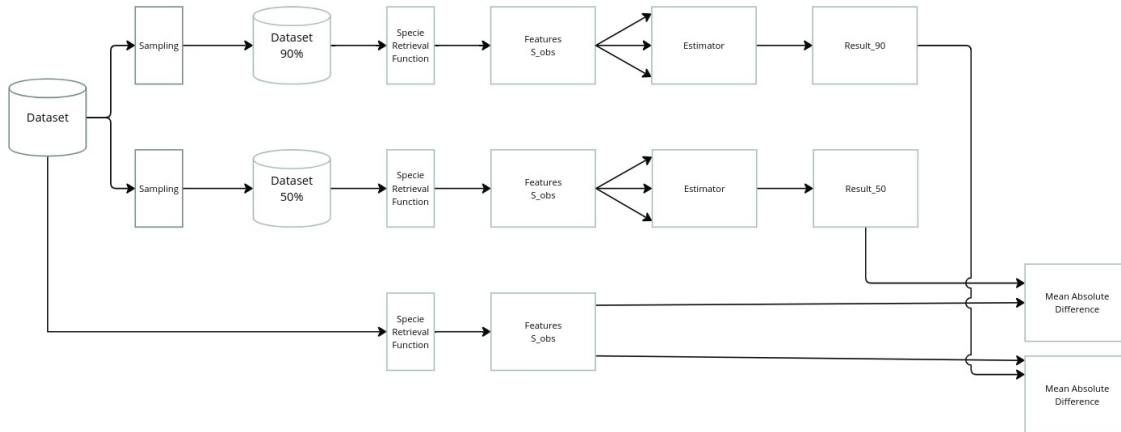 Sampling
Dataset
90%
Specie
Retrieval
Function
Features
S_obs
Estimator
Result_90
Dataset
Sampling
Dataset
50%
Specie
Retrieval
Function
Features
S_obs
Estimator
Result_50
Mean Absolute
Difference
Specie
Retrieval
Function
Features
S_obs
Mean Absolute
Difference